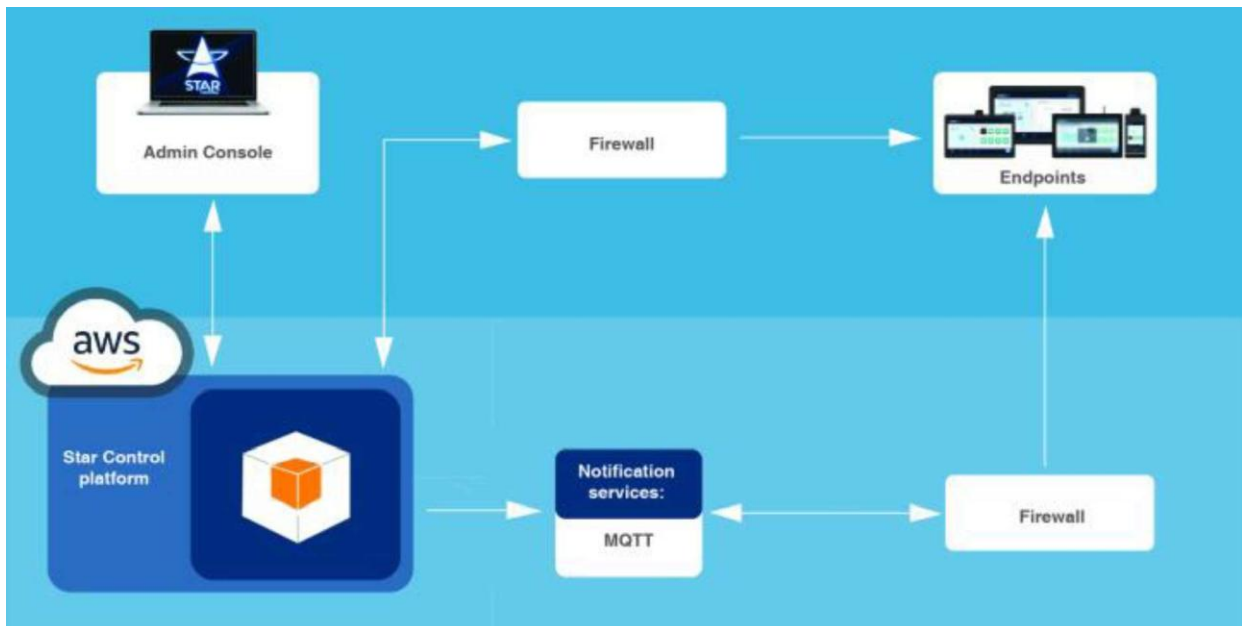 STAR
Admin Console
Firewall
Endpoints
aws
Star Control
platform
Notification
services:
MQTT
Firewall